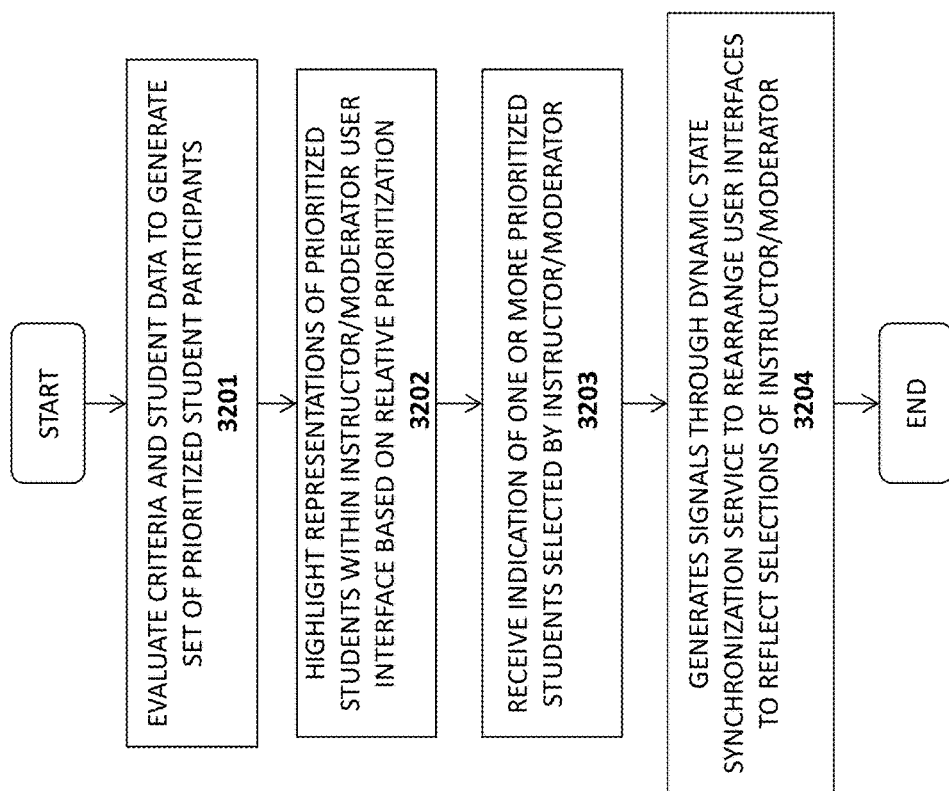 START
EVALUATE CRITERIA AND STUDENT DATA TO GENERATE
SET OF PRIORITIZED STUDENT PARTICIPANTS
3201
HIGHLIGHT REPRESENTATIONS OF PRIORITIZED
STUDENTS WITHIN INSTRUCTOR/MODERATOR USER
INTERFACE BASED ON RELATIVE PRIORITIZATION
3202
RECEIVE INDICATION OF ONE OR MORE PRIORITIZED
STUDENTS SELECTED BY INSTRUCTOR/MODERATOR
3203
GENERATES SIGNALS THROUGH DYNAMIC STATE
SYNCHRONIZATION SERVICE TO REARRANGE USER INTERFACES
TO REFLECT SELECTIONS OF INSTRUCTOR/MODERATOR
3204
END